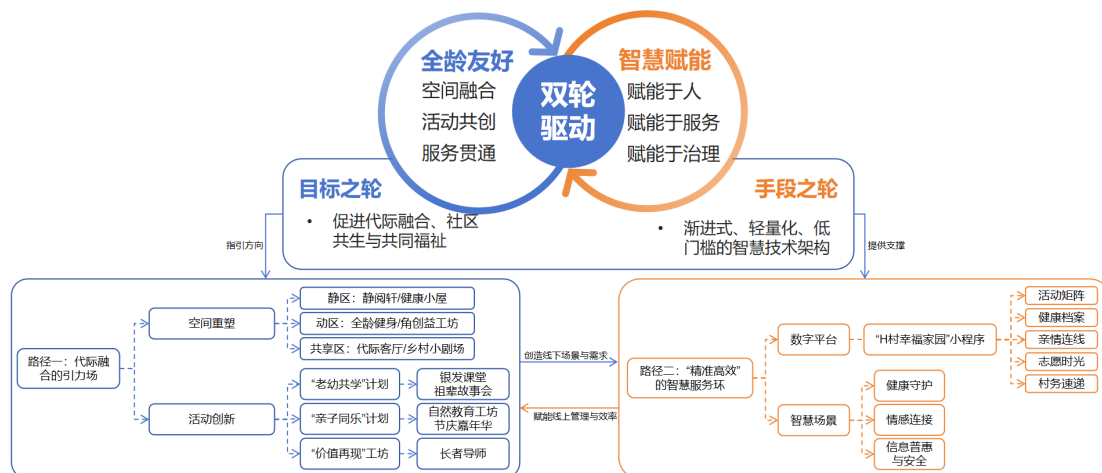 全龄友好
空间融合
活动共创
服务贯通
双轮
驱动
智慧赋能
赋能于人
赋能于服务
赋能于治理
目标之轮
• 促进代际融合、社区
共生与共同福祉
手段之轮
• 渐进式、轻量化、低
门槛的智慧技术架构
指引方向
提供支撑
路径一：代际融
合的引力场
空间重塑
静区：静阅轩/健康小屋
动区：全龄健身/角创益工坊
共享区：代际客厅/乡村小剧场
活动创新
“老幼共学”计划
银发课堂
祖辈故事会
“亲子同乐”计划
自然教育工坊
节庆嘉年华
“价值再现”工坊
长者导师
创造线下场景与需求
赋能线上管理与效率
路径二：“精准高效”
的智慧服务环
数字平台
“H村幸福家园”小程序
活动矩阵
健康档案
亲情连线
志愿时光
村务速递
智慧场景
健康守护
情感连接
信息普惠
与安全